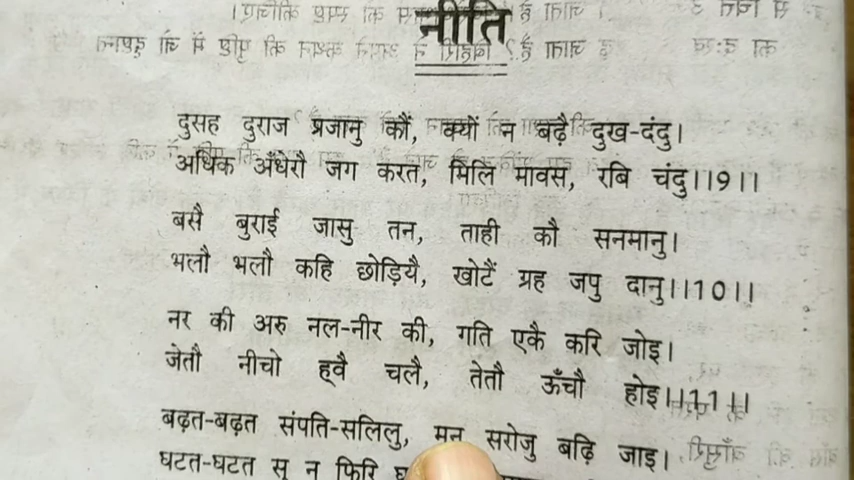 नीति
दुसह दुराज प्रजानु कौं, क्यों न बढ़ै दुख-दंदु।
अधिक अँधेरौ जग करत, मिलि मावस, रबि चंदु।।9।।
बसै बुराई जासु तन, ताही कौ सनमानु।
भलौ भलौ कहि छोड़ियै, खोटैं ग्रह जपु दानु।।10।।
नर की अरु नल-नीर की, गति एकै करि जोइ।
जेतौ नीचो ह्वै चलै, तेतौ ऊँचौ होइ।।11।।
बढ़त-बढ़त संपति-सलिलु, मन सरोजु बढ़ि जाइ।
घटत-घटत सु न फिरि